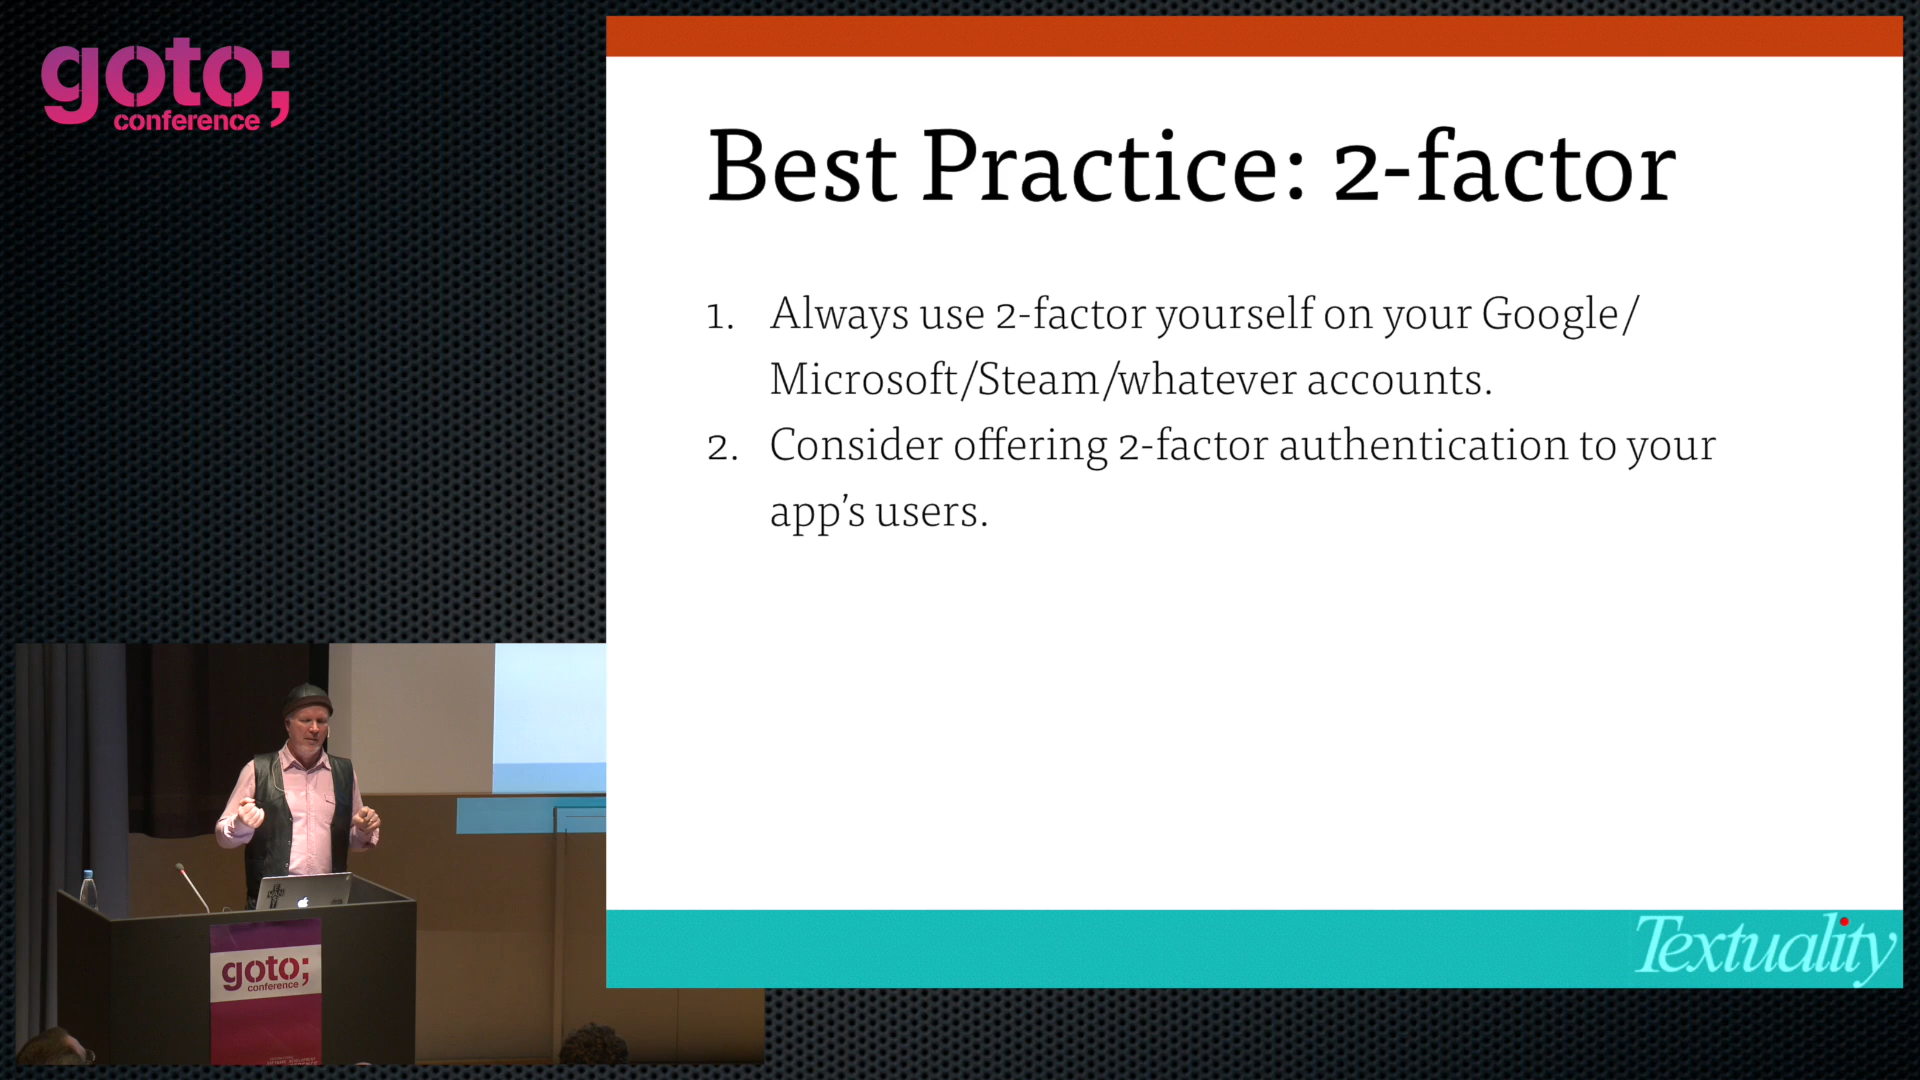 goto;
conference
Best Practice: 2-factor
1. Always use 2-factor yourself on your Google/
Microsoft/Steam/whatever accounts.
2. Consider offering 2-factor authentication to your
app's users.
Textuality
goto;
conference